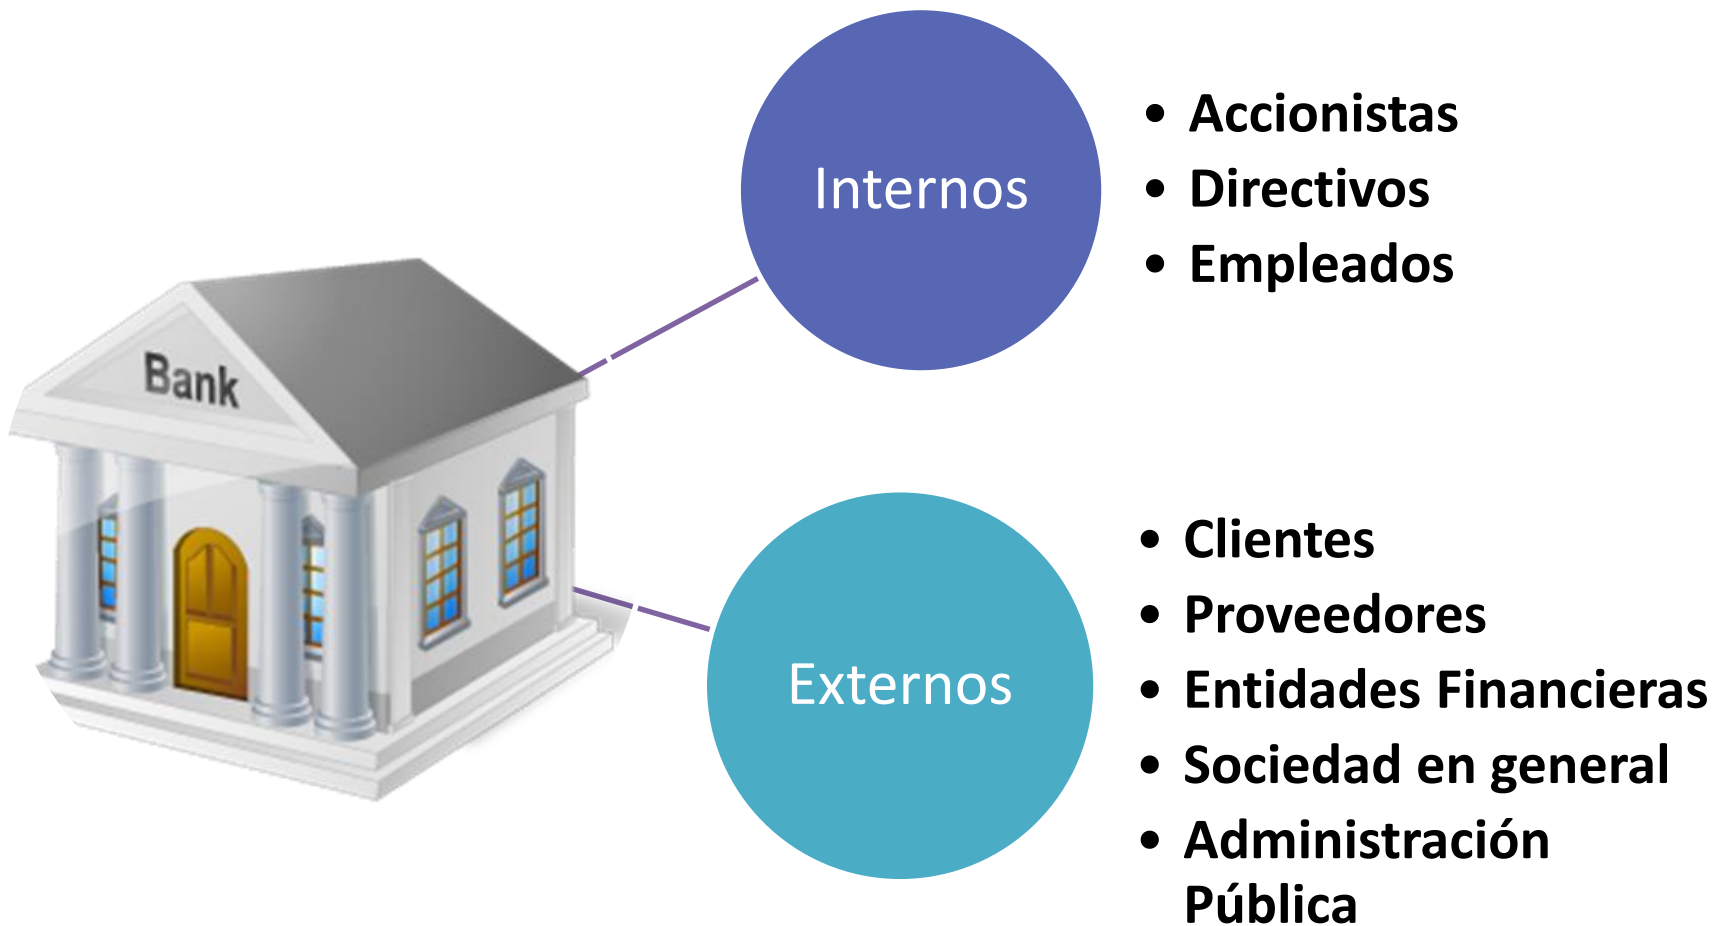 Bank
Internos
• Accionistas
• Directivos
• Empleados
Externos
• Clientes
• Proveedores
• Entidades Financieras
• Sociedad en general
• Administración
Pública